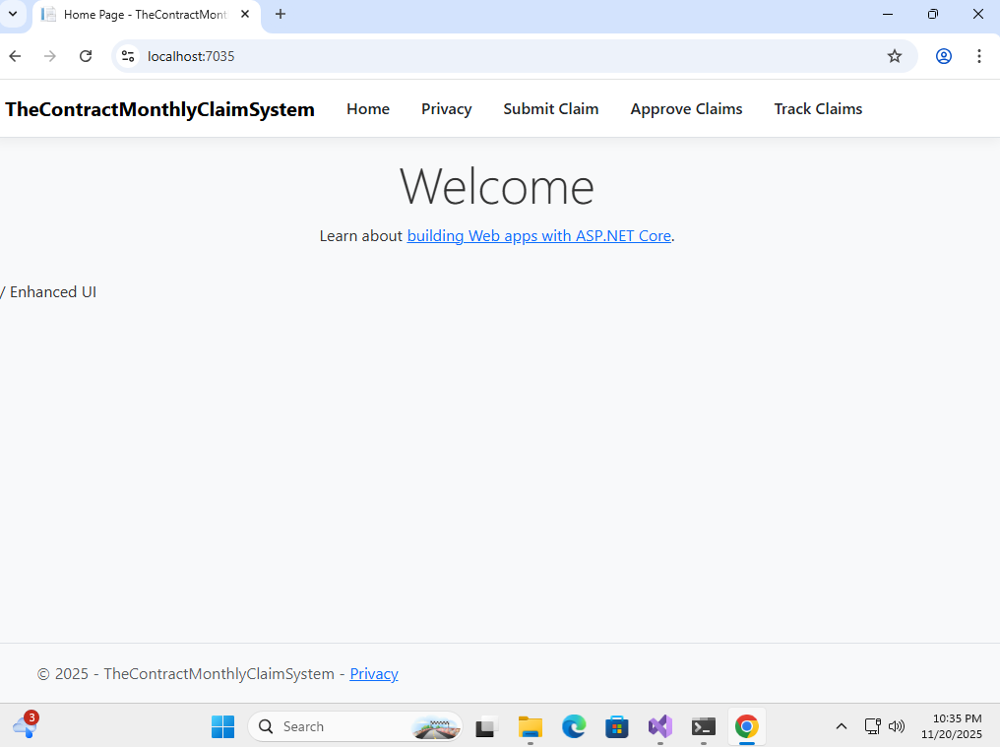 Home Page - TheContractMont
localhost:7035
TheContractMonthlyClaimSystem Home Privacy Submit Claim Approve Claims Track Claims
Welcome
Learn about building Web apps with ASP.NET Core.
/ Enhanced UI
© 2025 - TheContractMonthlyClaimSystem - Privacy
3
Search
10:35 PM
11/20/2025